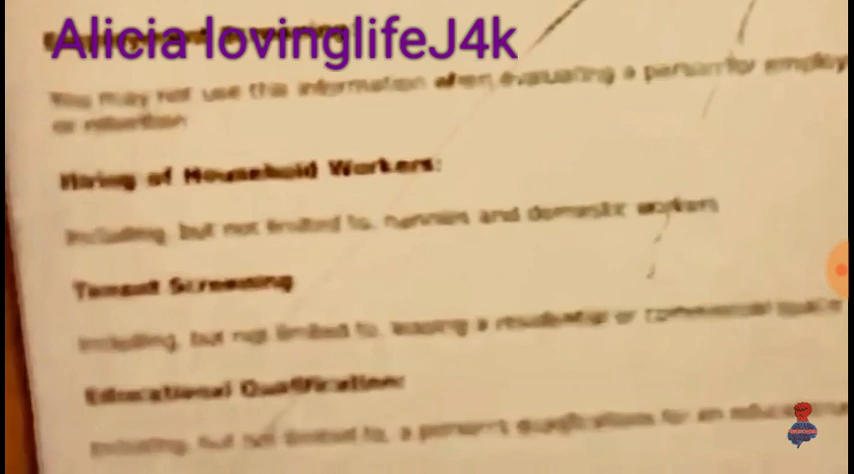 Alicia lovinglifeJ4k
You may not use this information when evaluating a person for employ
or retention
Hiring of Household Workers:
Including, but not limited to, nannies and domestic workers
Tenant Screening
Including, but not limited to, leasing a residential or commercial space
Educational Qualification:
Including, but not limited to, a person's qualifications for an